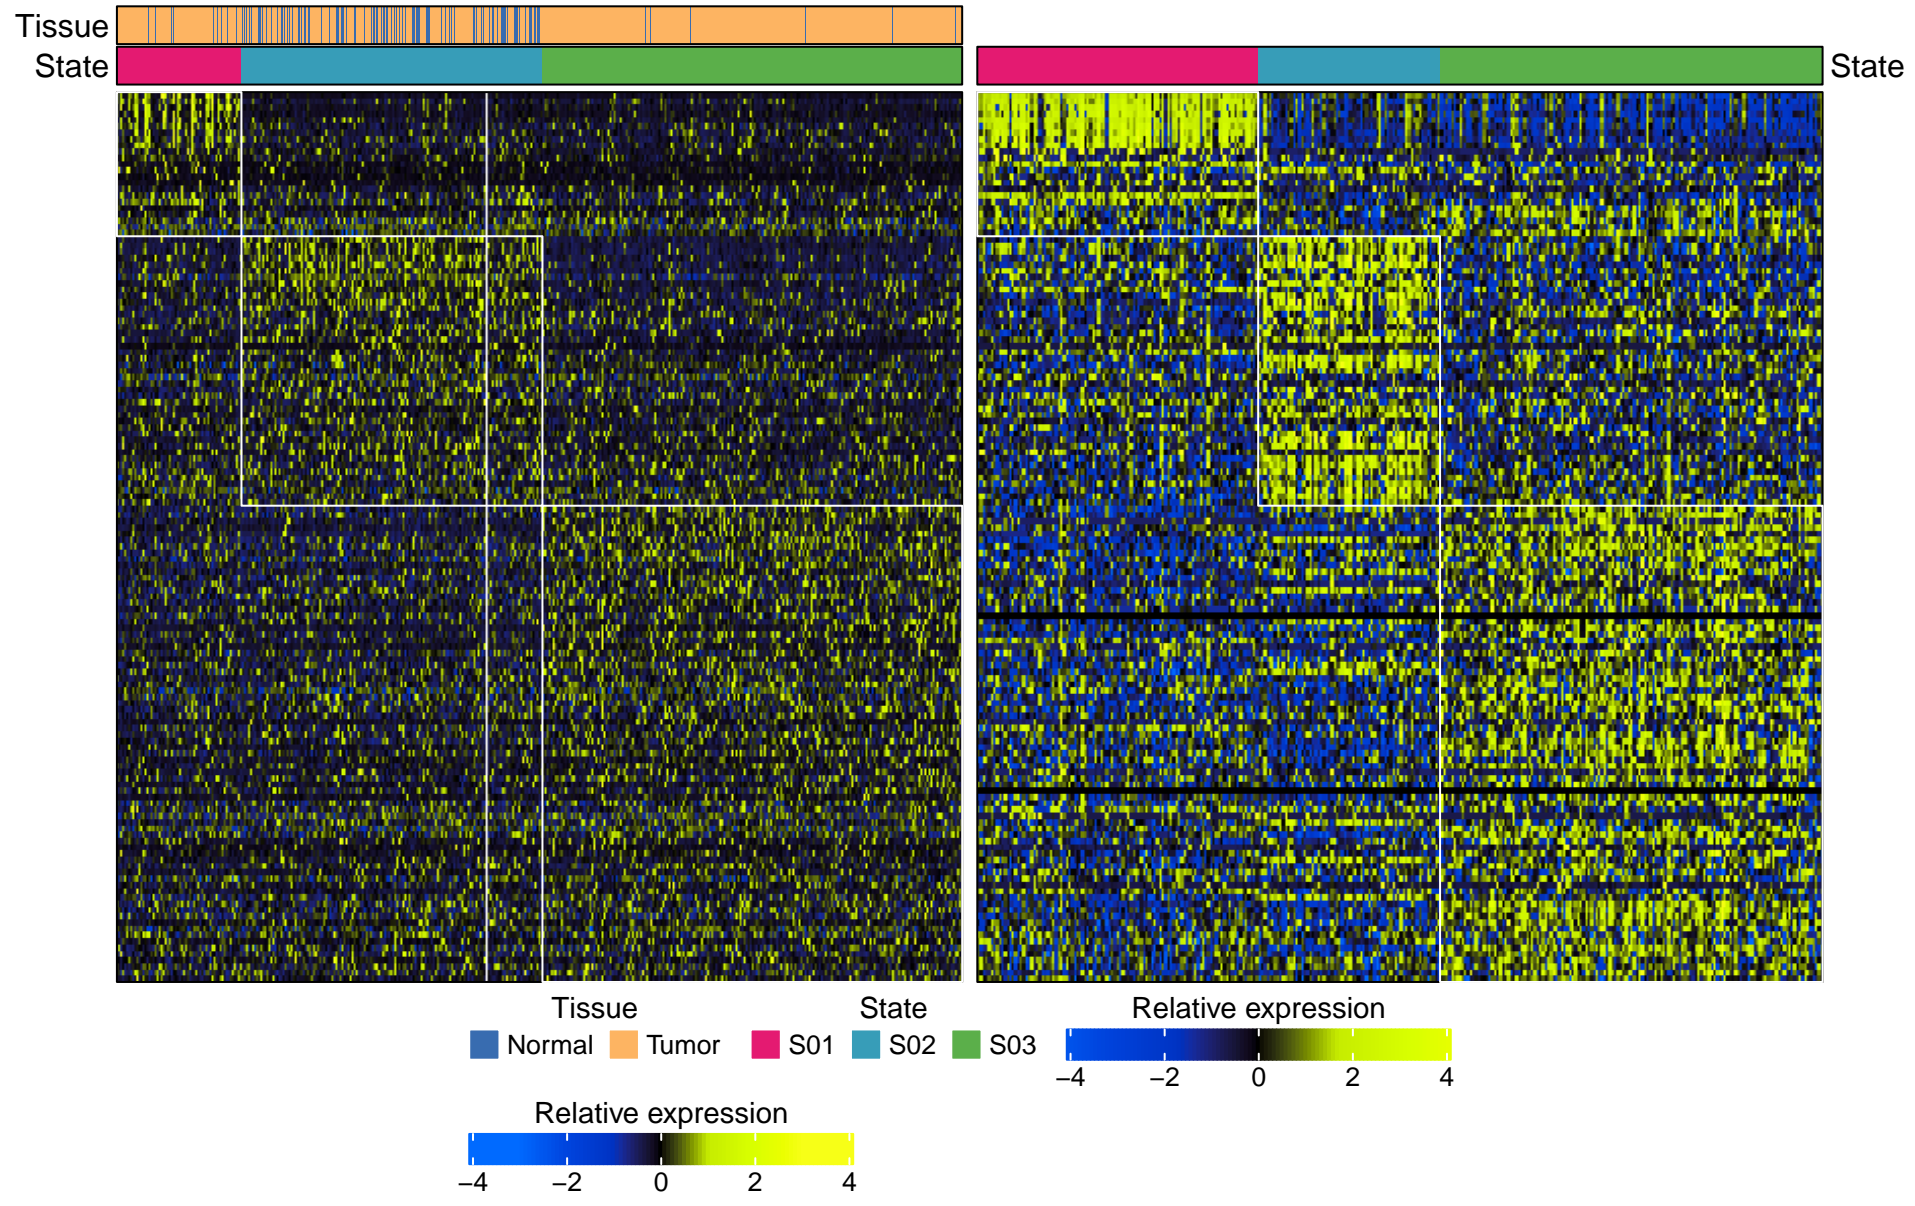 Tissue
State
State
Tissue
Normal Tumor
State
S01 S02 S03
Relative expression
−4 −2 0 2 4
Relative expression
−4 −2 0 2 4